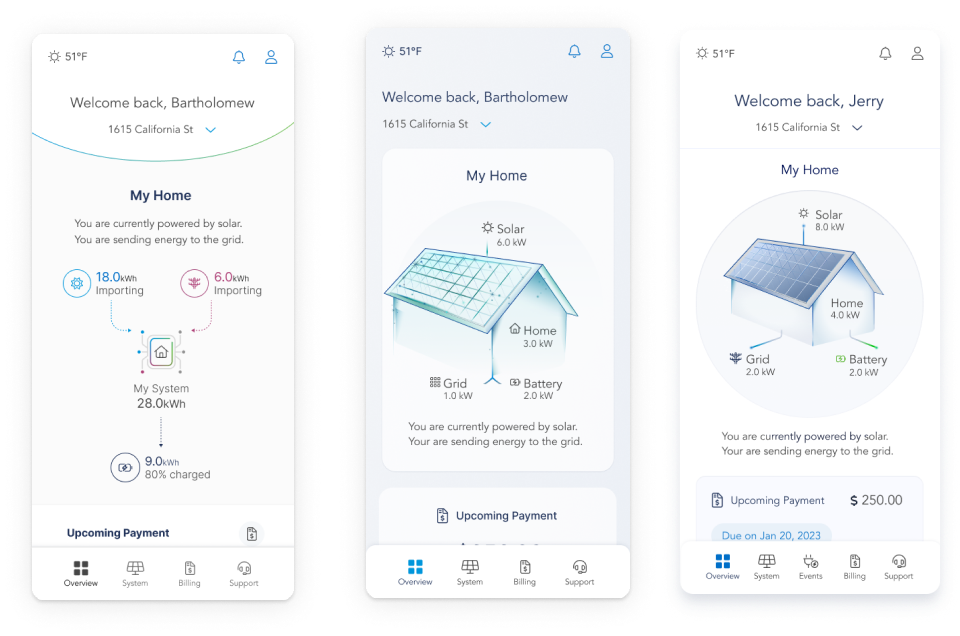 51°F
Welcome back, Bartholomew
1615 California St
My Home
You are currently powered by solar.
You are sending energy to the grid.
18.0kWh
Importing
6.0kWh
Importing
My System
28.0kWh
9.0kWh
80% charged
Upcoming Payment
Overview
System
Billing
Support
51°F
Welcome back, Bartholomew
1615 California St
My Home
Solar
6.0 kW
Home
3.0 kW
Grid
1.0 kW
Battery
2.0 kW
You are currently powered by solar.
Your are sending energy to the grid.
Upcoming Payment
Overview
System
Billing
Support
51°F
Welcome back, Jerry
1615 California St
My Home
Solar
8.0 kW
Home
4.0 kW
Grid
2.0 kW
Battery
2.0 kW
You are currently powered by solar.
You are sending energy to the grid.
Upcoming Payment
$ 250.00
Due on Jan 20, 2023
Overview
System
Events
Billing
Support